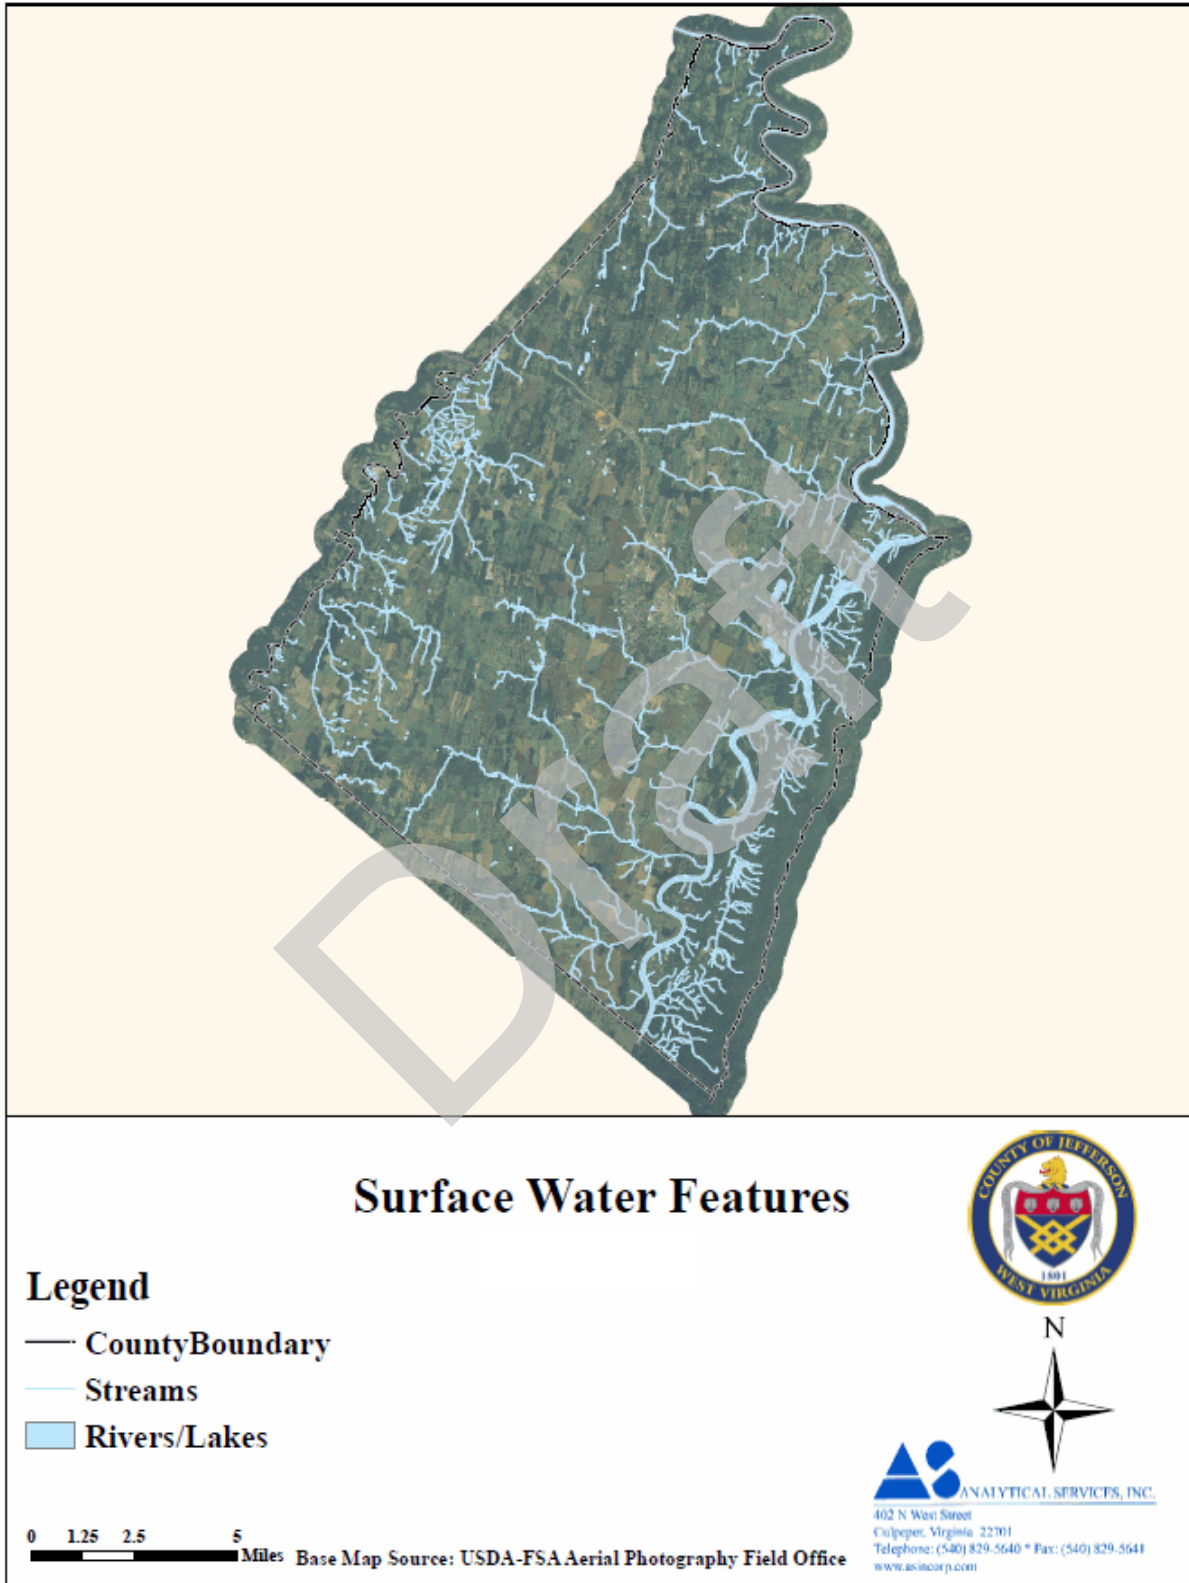 Draft
Surface Water Features
COUNTY OF JEFFERSON
1801
WEST VIRGINIA
Legend
CountyBoundary
Streams
Rivers/Lakes
N
AS ANALYTICAL SERVICES, INC.
402 N West Street
Culpeper, Virginia 22701
Telephone: (540) 829-5640 * Fax: (540) 829-5641
www.asincorp.com
0 1.25 2.5 5
Miles
Base Map Source: USDA-FSA Aerial Photography Field Office